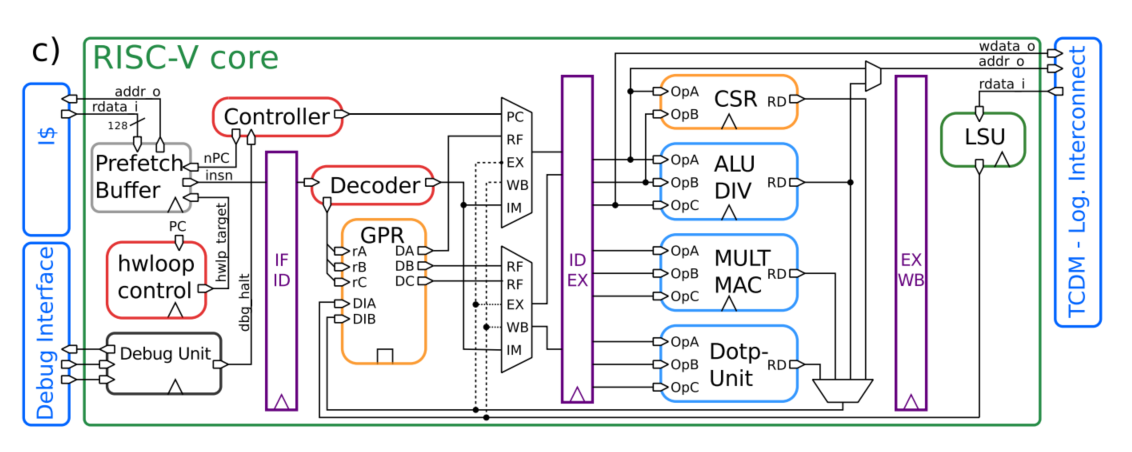 c)
RISC-V core
I$
addr_o
rdata_i
128
Prefetch
Buffer
nPC
insn
PC
hwlp_target
hwloop
control
dbg_halt
Debug Interface
Debug Unit
Controller
IF
ID
Decoder
GPR
rA
rB
rC
DIA
DIB
DA
DB
DC
PC
RF
EX
WB
IM
RF
RF
EX
WB
IM
ID
EX
OpA
OpB
CSR
RD
OpA
OpB
OpC
ALU
DIV
RD
OpA
OpB
OpC
MULT
MAC
RD
OpA
OpB
OpC
Dotp-
Unit
RD
EX
WB
wdata_o
addr_o
rdata_i
LSU
TCDM - Log. Interconnect